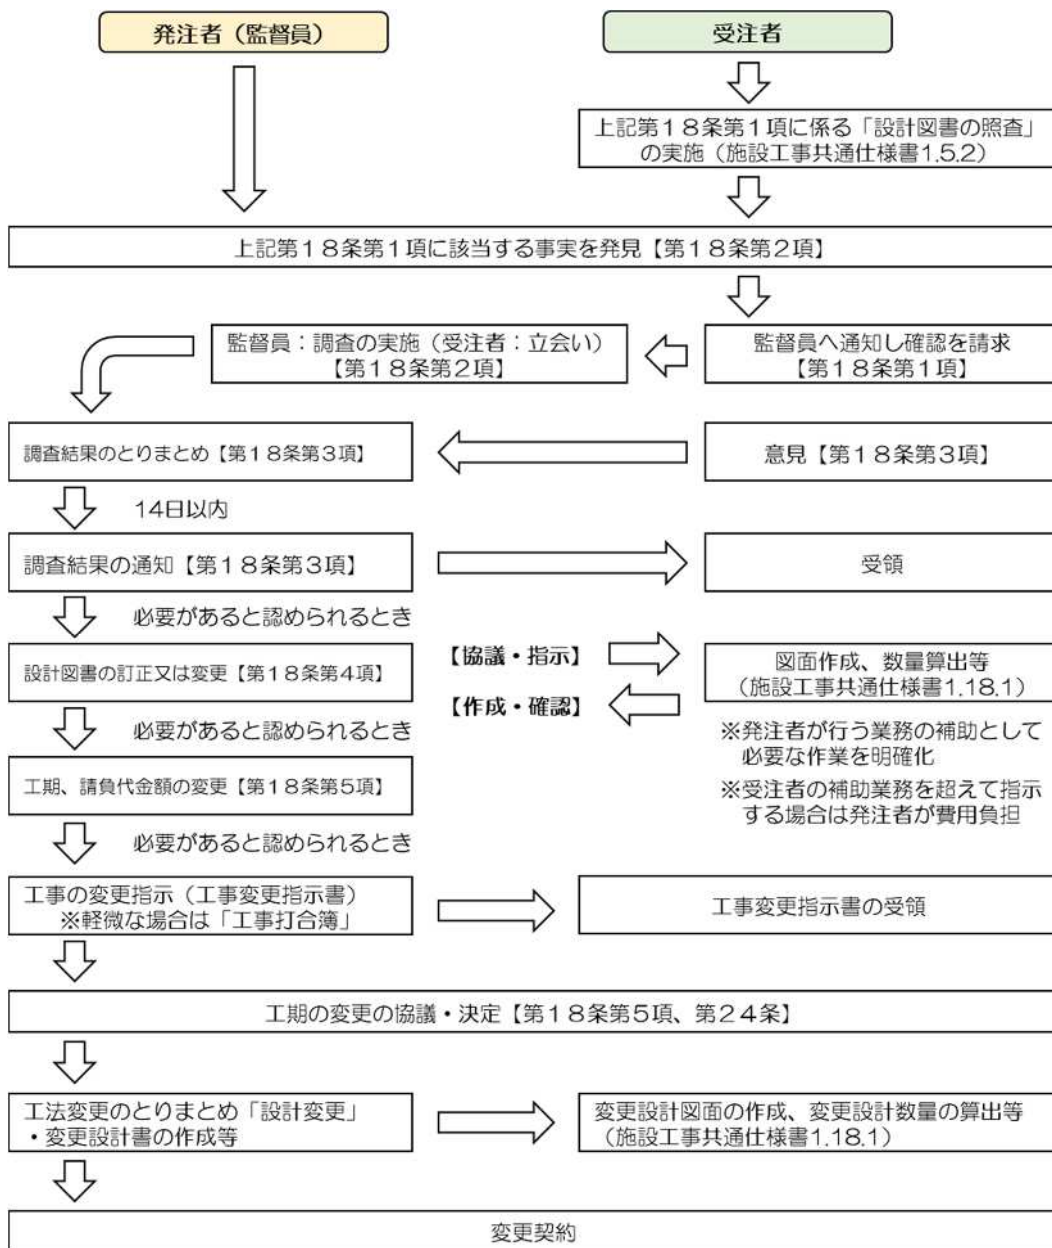 発注者（監督員）
受注者
上記第１８条第１項に係る「設計図書の照査」
の実施（施設工事共通仕様書1.5.2）
上記第１８条第１項に該当する事実を発見【第１８条第２項】
監督員：調査の実施（受注者：立会い）
【第１８条第２項】
監督員へ通知し確認を請求
【第１８条第１項】
調査結果のとりまとめ【第１８条第３項】
意見【第１８条第３項】
14日以内
調査結果の通知【第１８条第３項】
受領
必要があると認められるとき
設計図書の訂正又は変更【第１８条第４項】
【協議・指示】
【作成・確認】
図面作成、数量算出等
（施設工事共通仕様書1.18.1）
必要があると認められるとき
※発注者が行う業務の補助として
必要な作業を明確化
工期、請負代金額の変更【第１８条第５項】
※受注者の補助業務を超えて指示
する場合は発注者が費用負担
必要があると認められるとき
工事の変更指示（工事変更指示書）
※軽微な場合は「工事打合簿」
工事変更指示書の受領
工期の変更の協議・決定【第１８条第５項、第２４条】
工法変更のとりまとめ「設計変更」
・変更設計書の作成等
変更設計図面の作成、変更設計数量の算出等
（施設工事共通仕様書1.18.1）
変更契約